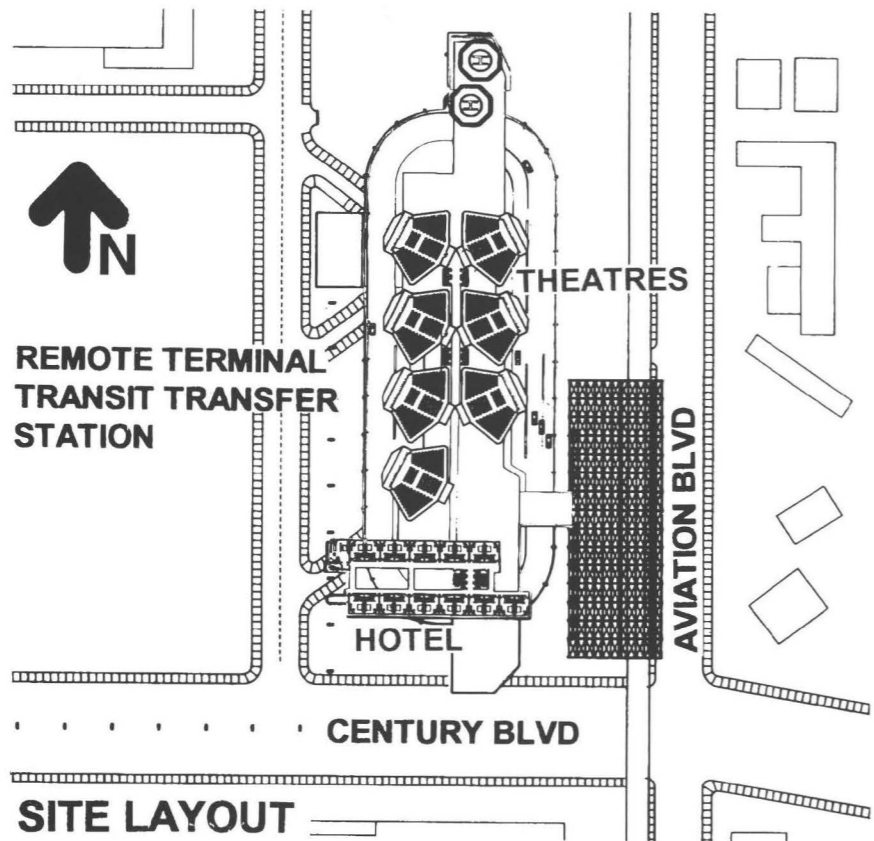 N
THEATRES
REMOTE TERMINAL
TRANSIT TRANSFER
STATION
AVIATION BLVD
HOTEL
CENTURY BLVD
SITE LAYOUT